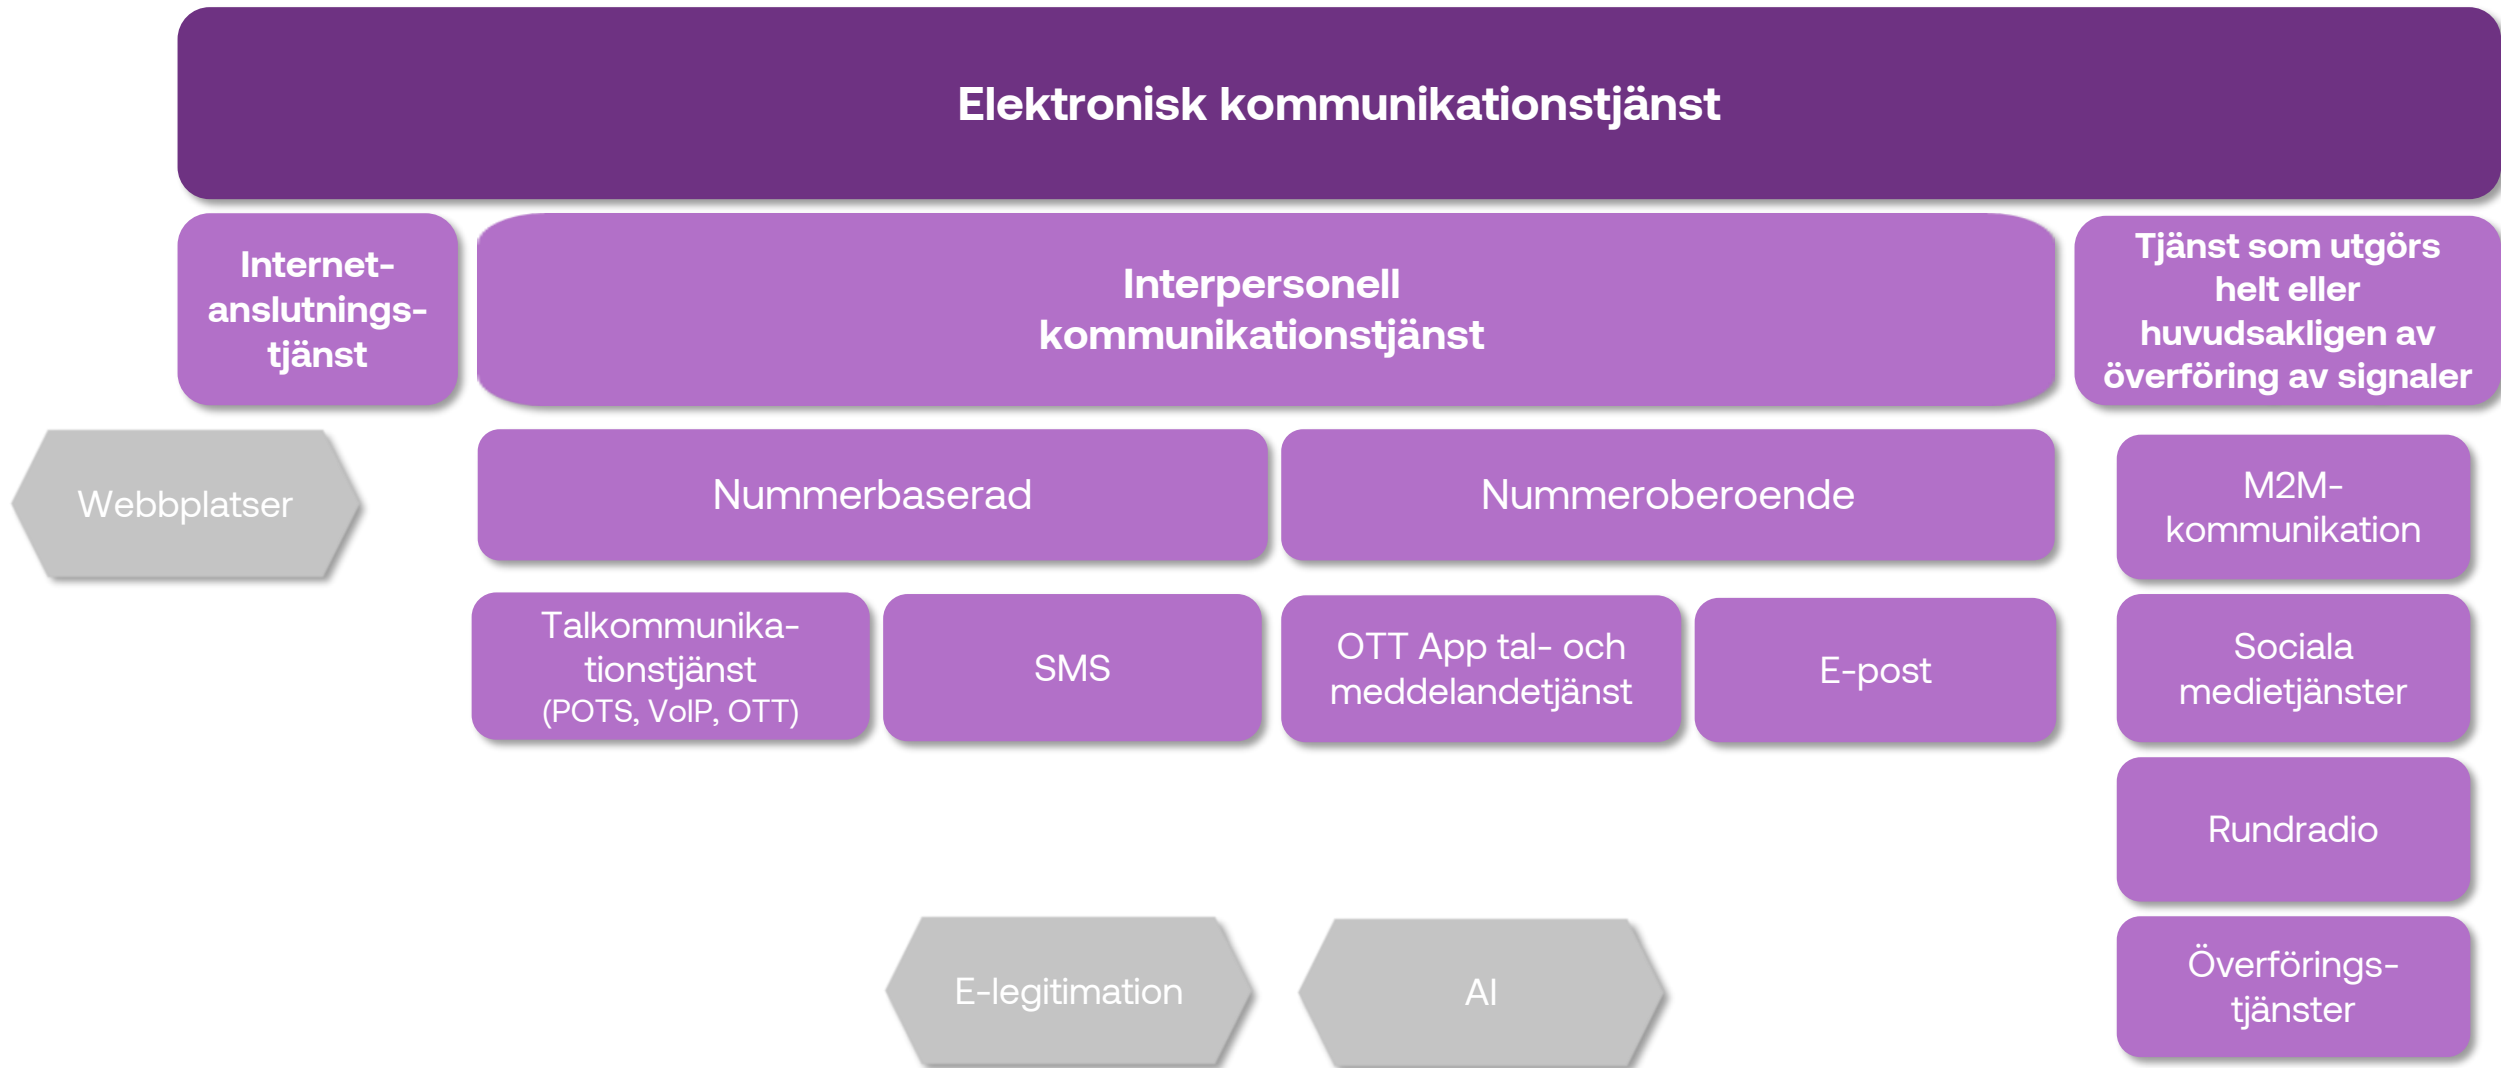 Elektronisk kommunikationstjänst
Internet-
anslutnings-
tjänst
Interpersonell
kommunikationstjänst
Tjänst som utgörs
helt eller
huvudsakligen av
överföring av signaler
Webbplatser
Nummerbaserad
Nummeroberoende
M2M-
kommunikation
Talkommunika-
tionstjänst
(POTS, VoIP, OTT)
SMS
OTT App tal- och
meddelandetjänst
E-post
Sociala
medietjänster
Rundradio
E-legitimation
AI
Överförings-
tjänster